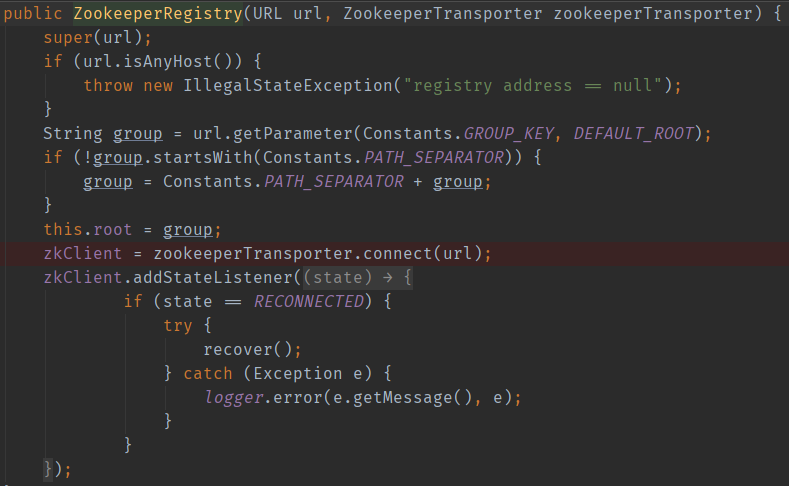 public ZookeeperRegistry(URL url, ZookeeperTransporter zookeeperTransporter) {
    super(url);
    if (url.isAnyHost()) {
        throw new IllegalStateException("registry address == null");
    }
    String group = url.getParameter(Constants.GROUP_KEY, DEFAULT_ROOT);
    if (!group.startsWith(Constants.PATH_SEPARATOR)) {
        group = Constants.PATH_SEPARATOR + group;
    }
    this.root = group;
    zkClient = zookeeperTransporter.connect(url);
    zkClient.addStateListener((state) → {
            if (state == RECONNECTED) {
                try {
                    recover();
                } catch (Exception e) {
                    logger.error(e.getMessage(), e);
                }
            }
    });